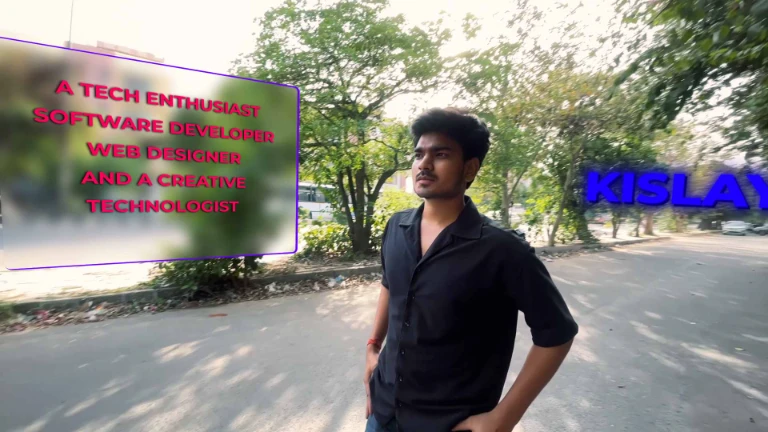 A TECH ENTHUSIAST
SOFTWARE DEVELOPER
WEB DESIGNER
AND A CREATIVE
TECHNOLOGIST
KISLAY